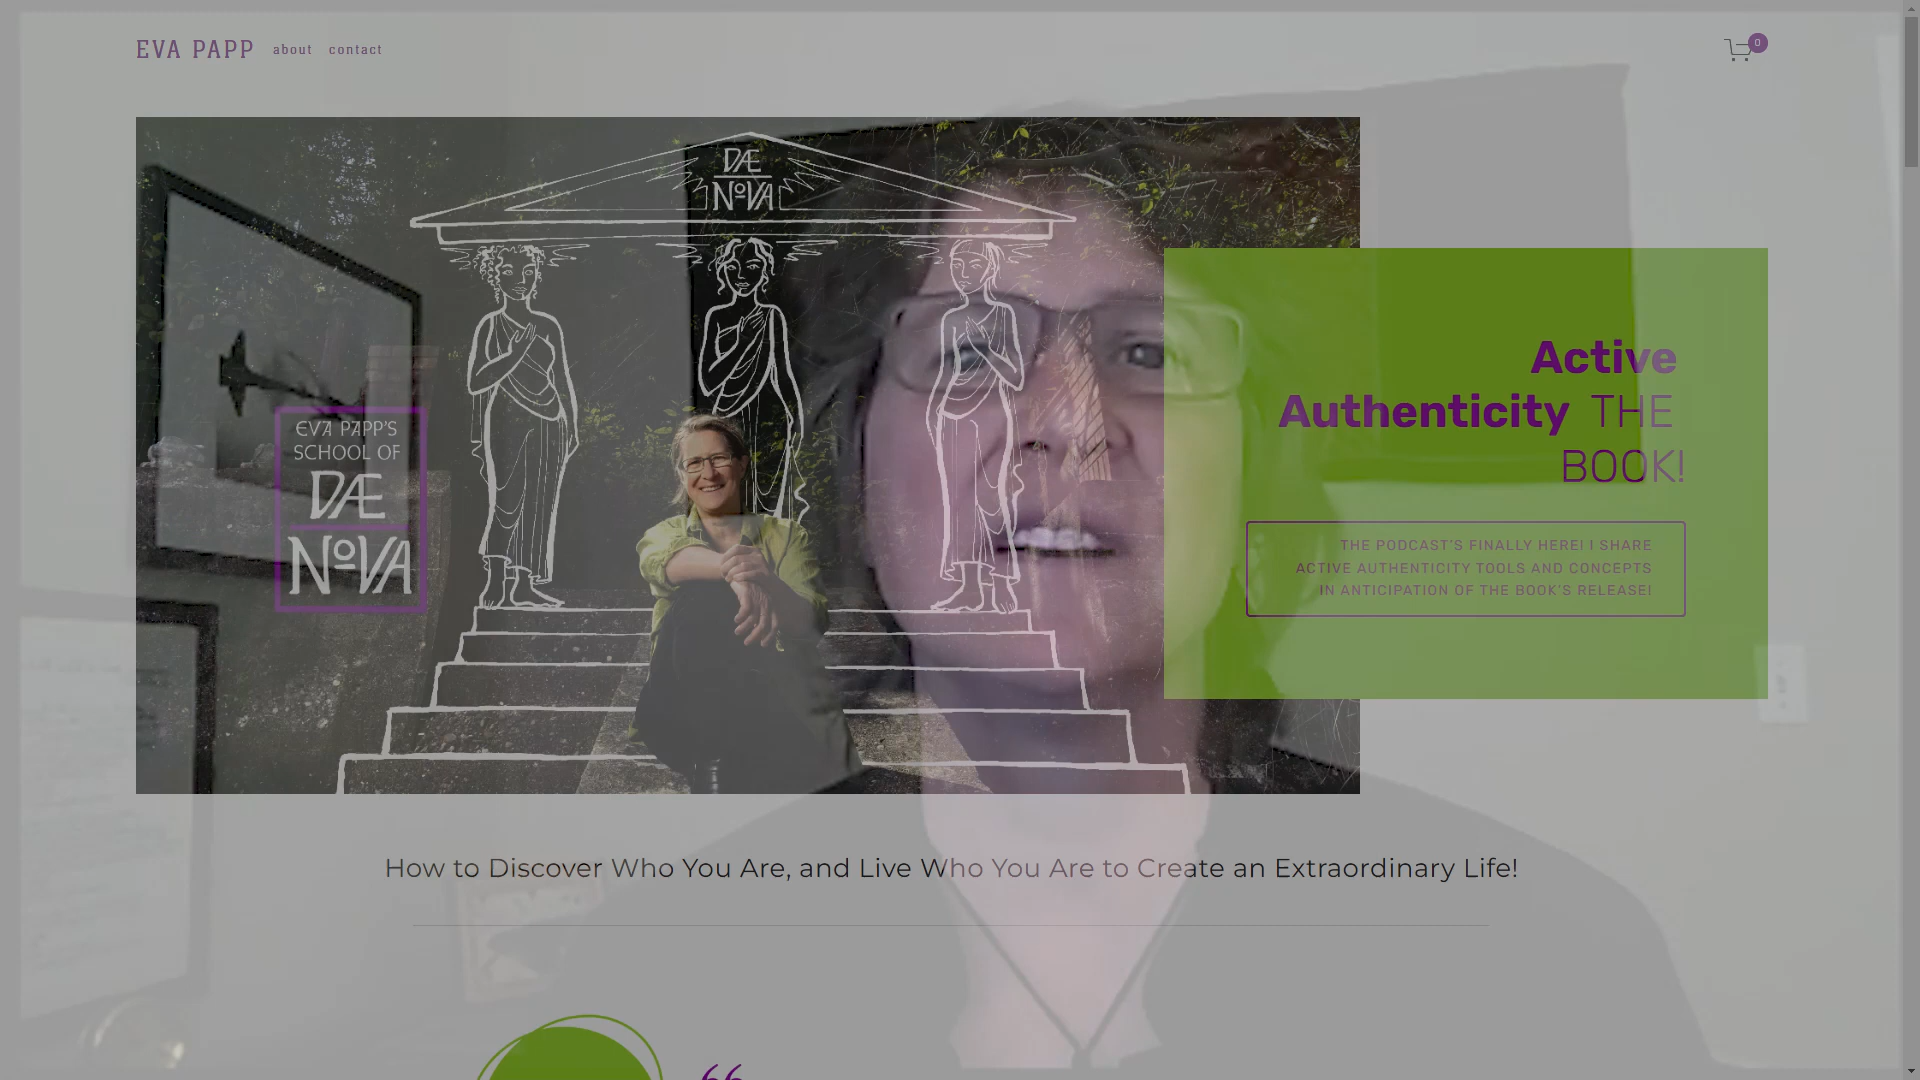 EVA PAPP about contact
0
DÆ
NOVA
EVA PAPP'S
SCHOOL OF
DÆ
NOVA
Active
Authenticity THE
BOOK!
THE PODCAST'S FINALLY HERE! I SHARE
ACTIVE AUTHENTICITY TOOLS AND CONCEPTS
IN ANTICIPATION OF THE BOOK'S RELEASE!
How to Discover Who You Are, and Live Who You Are to Create an Extraordinary Life!
“